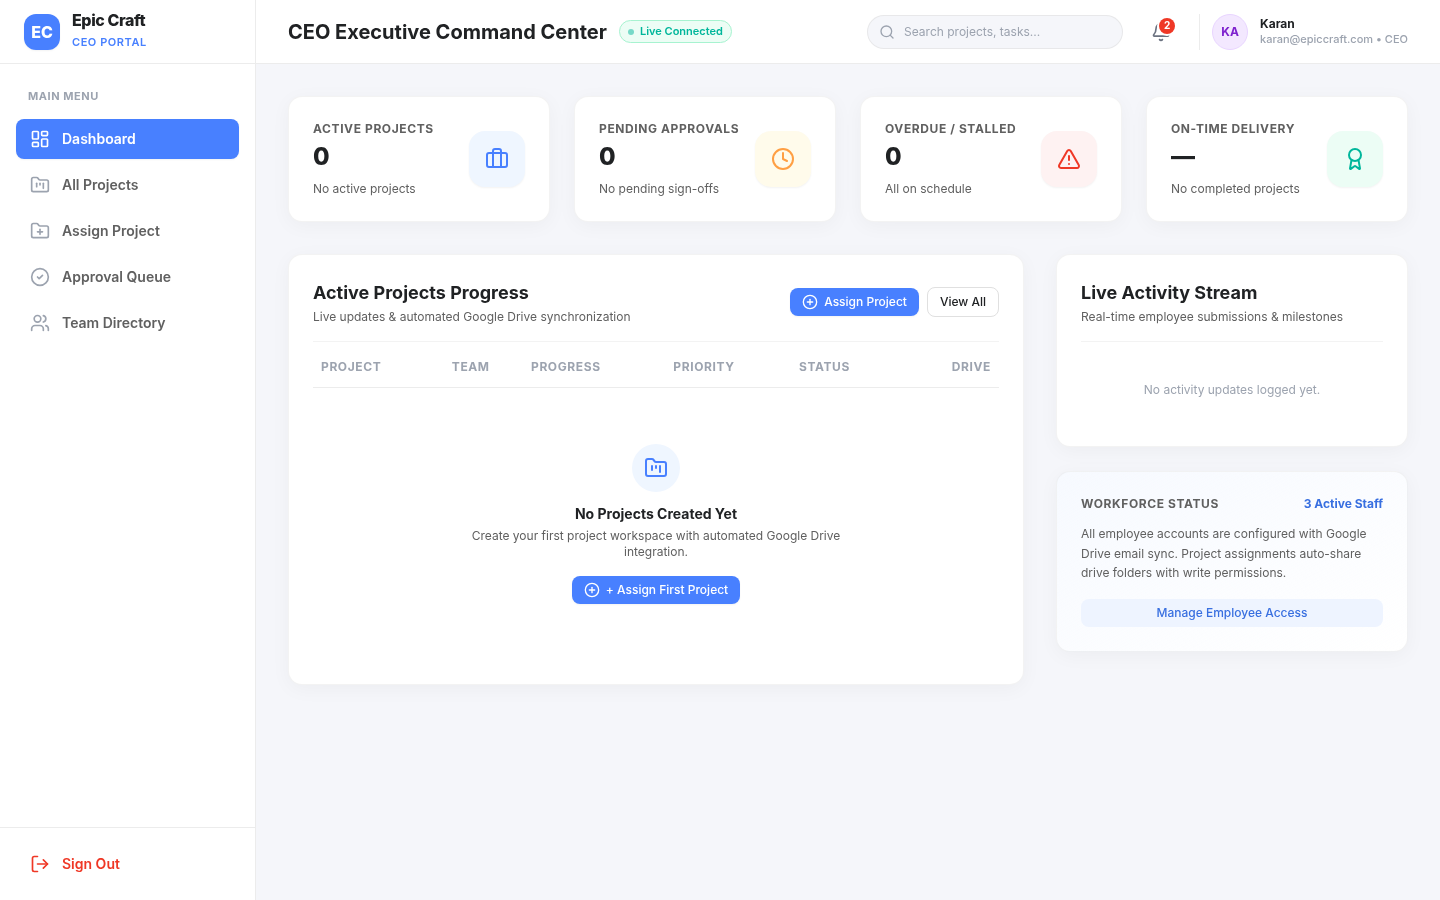 EC
Epic Craft
CEO PORTAL
MAIN MENU
Dashboard
All Projects
Assign Project
Approval Queue
Team Directory
Sign Out
CEO Executive Command Center
Live Connected
Search projects, tasks...
2
KA
Karan
karan@epiccraft.com • CEO
ACTIVE PROJECTS
0
No active projects
PENDING APPROVALS
0
No pending sign-offs
OVERDUE / STALLED
0
All on schedule
ON-TIME DELIVERY
—
No completed projects
Active Projects Progress
Live updates & automated Google Drive synchronization
Assign Project
View All
PROJECT TEAM PROGRESS PRIORITY STATUS DRIVE
No Projects Created Yet
Create your first project workspace with automated Google Drive
integration.
+ Assign First Project
Live Activity Stream
Real-time employee submissions & milestones
No activity updates logged yet.
WORKFORCE STATUS
3 Active Staff
All employee accounts are configured with Google
Drive email sync. Project assignments auto-share
drive folders with write permissions.
Manage Employee Access